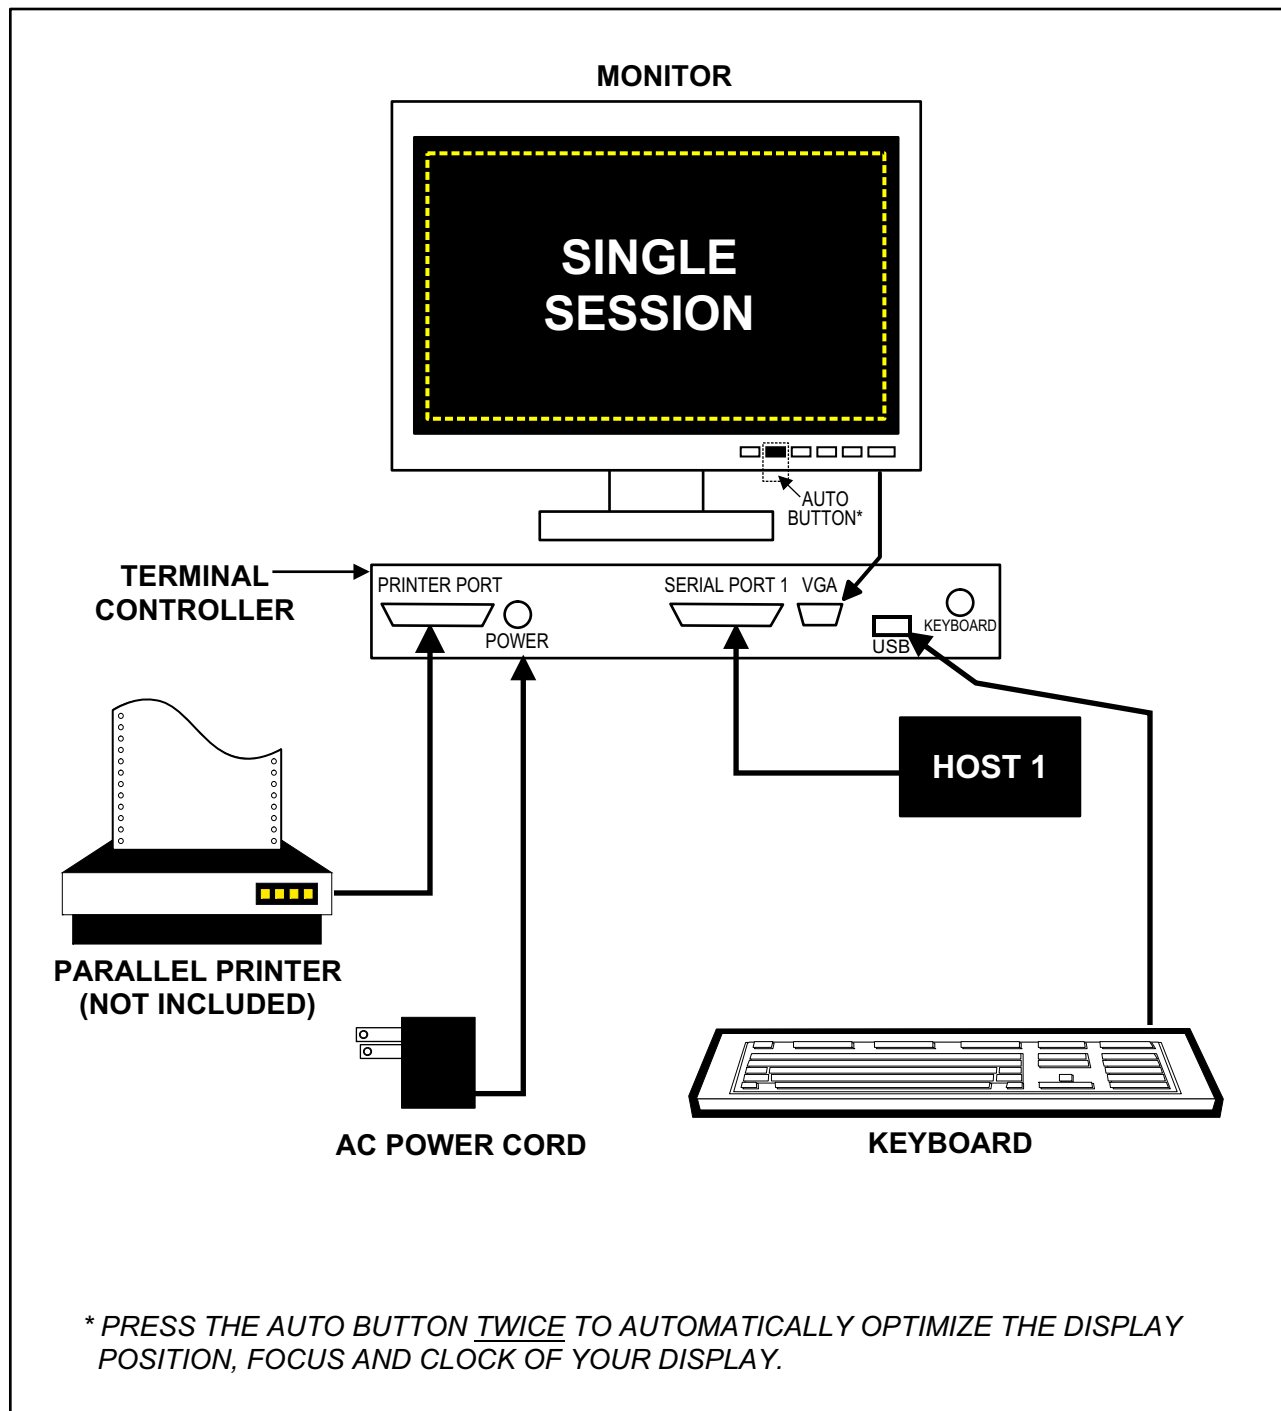 MONITOR
SINGLE
SESSION
AUTO
BUTTON*
TERMINAL
CONTROLLER
PRINTER PORT
POWER
SERIAL PORT 1
VGA
USB
KEYBOARD
HOST 1
PARALLEL PRINTER
(NOT INCLUDED)
AC POWER CORD
KEYBOARD
* PRESS THE AUTO BUTTON TWICE TO AUTOMATICALLY OPTIMIZE THE DISPLAY
POSITION, FOCUS AND CLOCK OF YOUR DISPLAY.